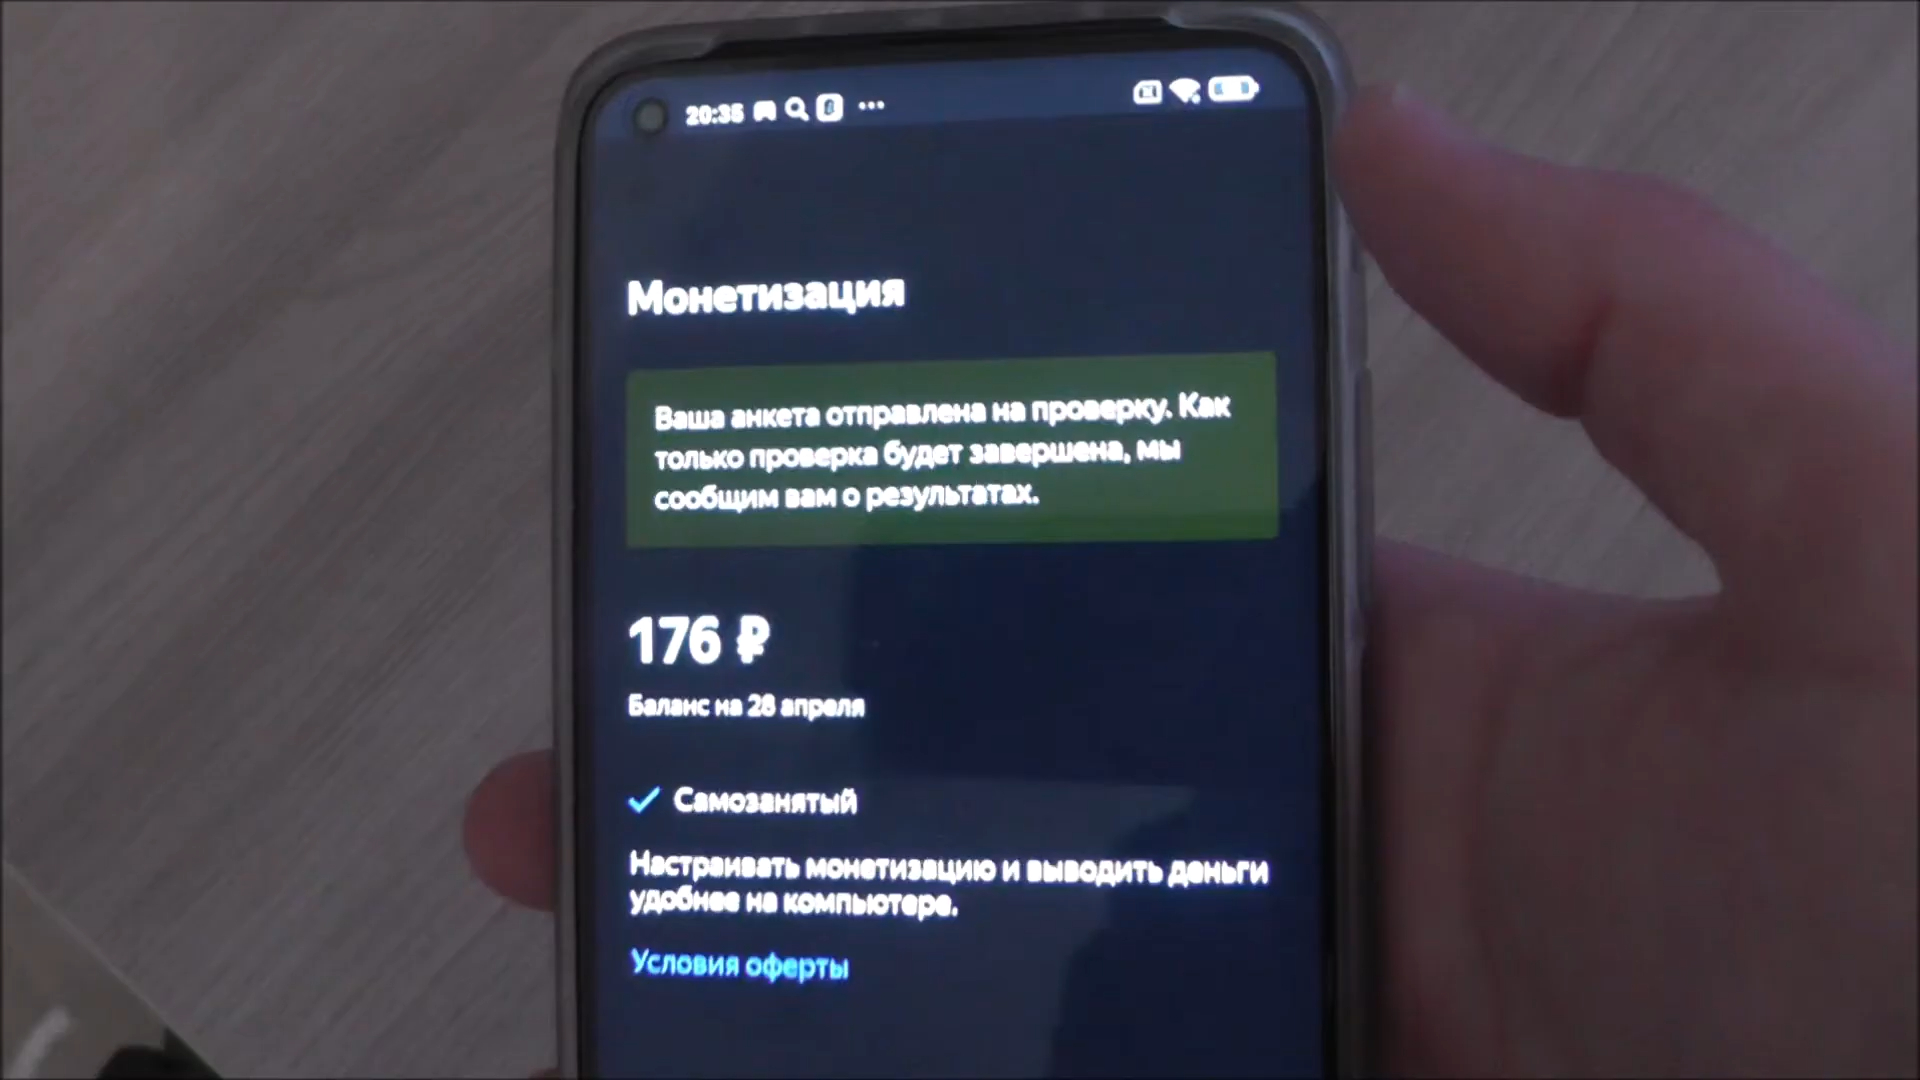 20:35
Монетизация
Ваша анкета отправлена на проверку. Как
только проверка будет завершена, мы
сообщим вам о результатах.
176 ₽
Баланс на 28 апреля
Самозанятый
Настраивать монетизацию и выводить деньги
удобнее на компьютере.
Условия оферты